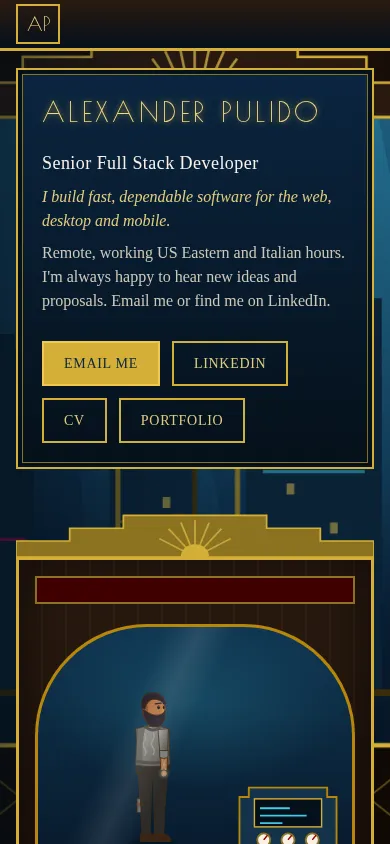 AP
ALEXANDER PULIDO
Senior Full Stack Developer
I build fast, dependable software for the web,
desktop and mobile.
Remote, working US Eastern and Italian hours.
I'm always happy to hear new ideas and
proposals. Email me or find me on LinkedIn.
EMAIL ME
LINKEDIN
CV
PORTFOLIO